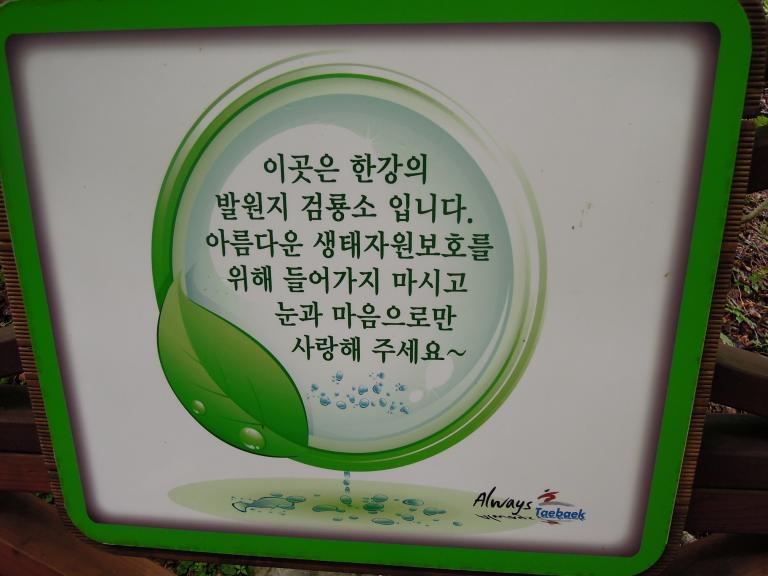 이곳은 한강의
발원지 검룡소 입니다.
아름다운 생태자원보호를
위해 들어가지 마시고
눈과 마음으로만
사랑해 주세요~
Always Taebaek